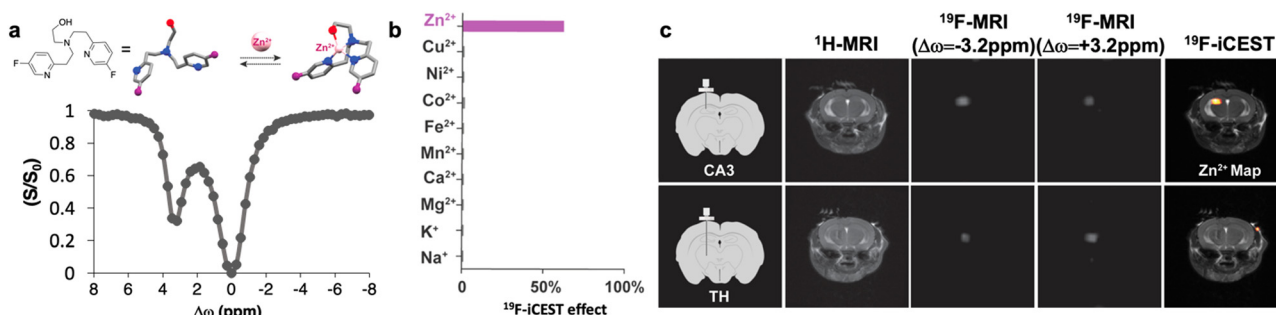 a
OH
N
N
N
F
F
=
Zn²⁺
Zn²⁺
(S/S₀)
1
0.8
0.6
0.4
0.2
0
8 6 4 2 0 -2 -4 -6 -8
Δω (ppm)
b
Zn²⁺
Cu²⁺
Ni²⁺
Co²⁺
Fe²⁺
Mn²⁺
Ca²⁺
Mg²⁺
K⁺
Na⁺
0 50% 100%
¹⁹F-iCEST effect
c
¹H-MRI
¹⁹F-MRI
(Δω=-3.2ppm)
¹⁹F-MRI
(Δω=+3.2ppm)
¹⁹F-iCEST
CA3
Zn²⁺ Map
TH